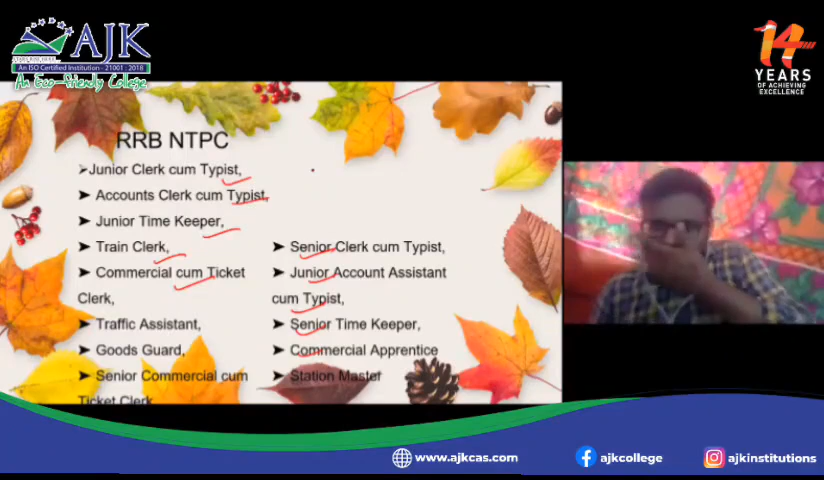 AJK
An ISO Certified Institution - 21001 : 2018
An Eco-friendly College
14
YEARS
OF ACHIEVING
EXCELLENCE
RRB NTPC
➢Junior Clerk cum Typist,
➤ Accounts Clerk cum Typist,
➤ Junior Time Keeper,
➤ Train Clerk,
➤ Commercial cum Ticket
Clerk,
➤ Traffic Assistant,
➤ Goods Guard,
➤ Senior Commercial cum
Ticket Clerk
➤ Senior Clerk cum Typist,
➤ Junior Account Assistant
cum Typist,
➤ Senior Time Keeper,
➤ Commercial Apprentice
➤ Station Master
www.ajkcas.com
ajkcollege
ajkinstitutions